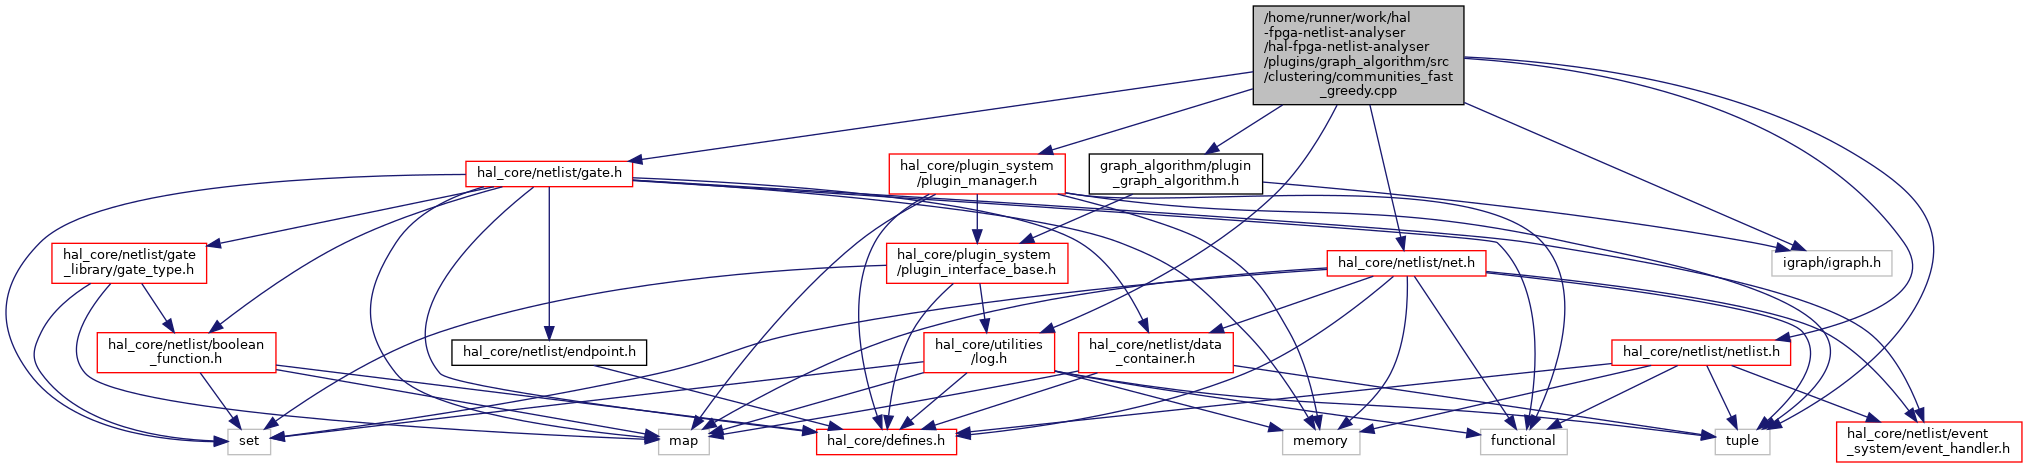 /home/runner/work/hal
-fpga-netlist-analyser
/hal-fpga-netlist-analyser
/plugins/graph_algorithm/src
/clustering/communities_fast
_greedy.cpp
hal_core/netlist/gate.h
hal_core/plugin_system
/plugin_manager.h
graph_algorithm/plugin
_graph_algorithm.h
hal_core/netlist/gate
_library/gate_type.h
hal_core/plugin_system
/plugin_interface_base.h
hal_core/netlist/net.h
igraph/igraph.h
hal_core/netlist/boolean
_function.h
hal_core/netlist/endpoint.h
hal_core/utilities
/log.h
hal_core/netlist/data
_container.h
hal_core/netlist/netlist.h
set
map
hal_core/defines.h
memory
functional
tuple
hal_core/netlist/event
_system/event_handler.h